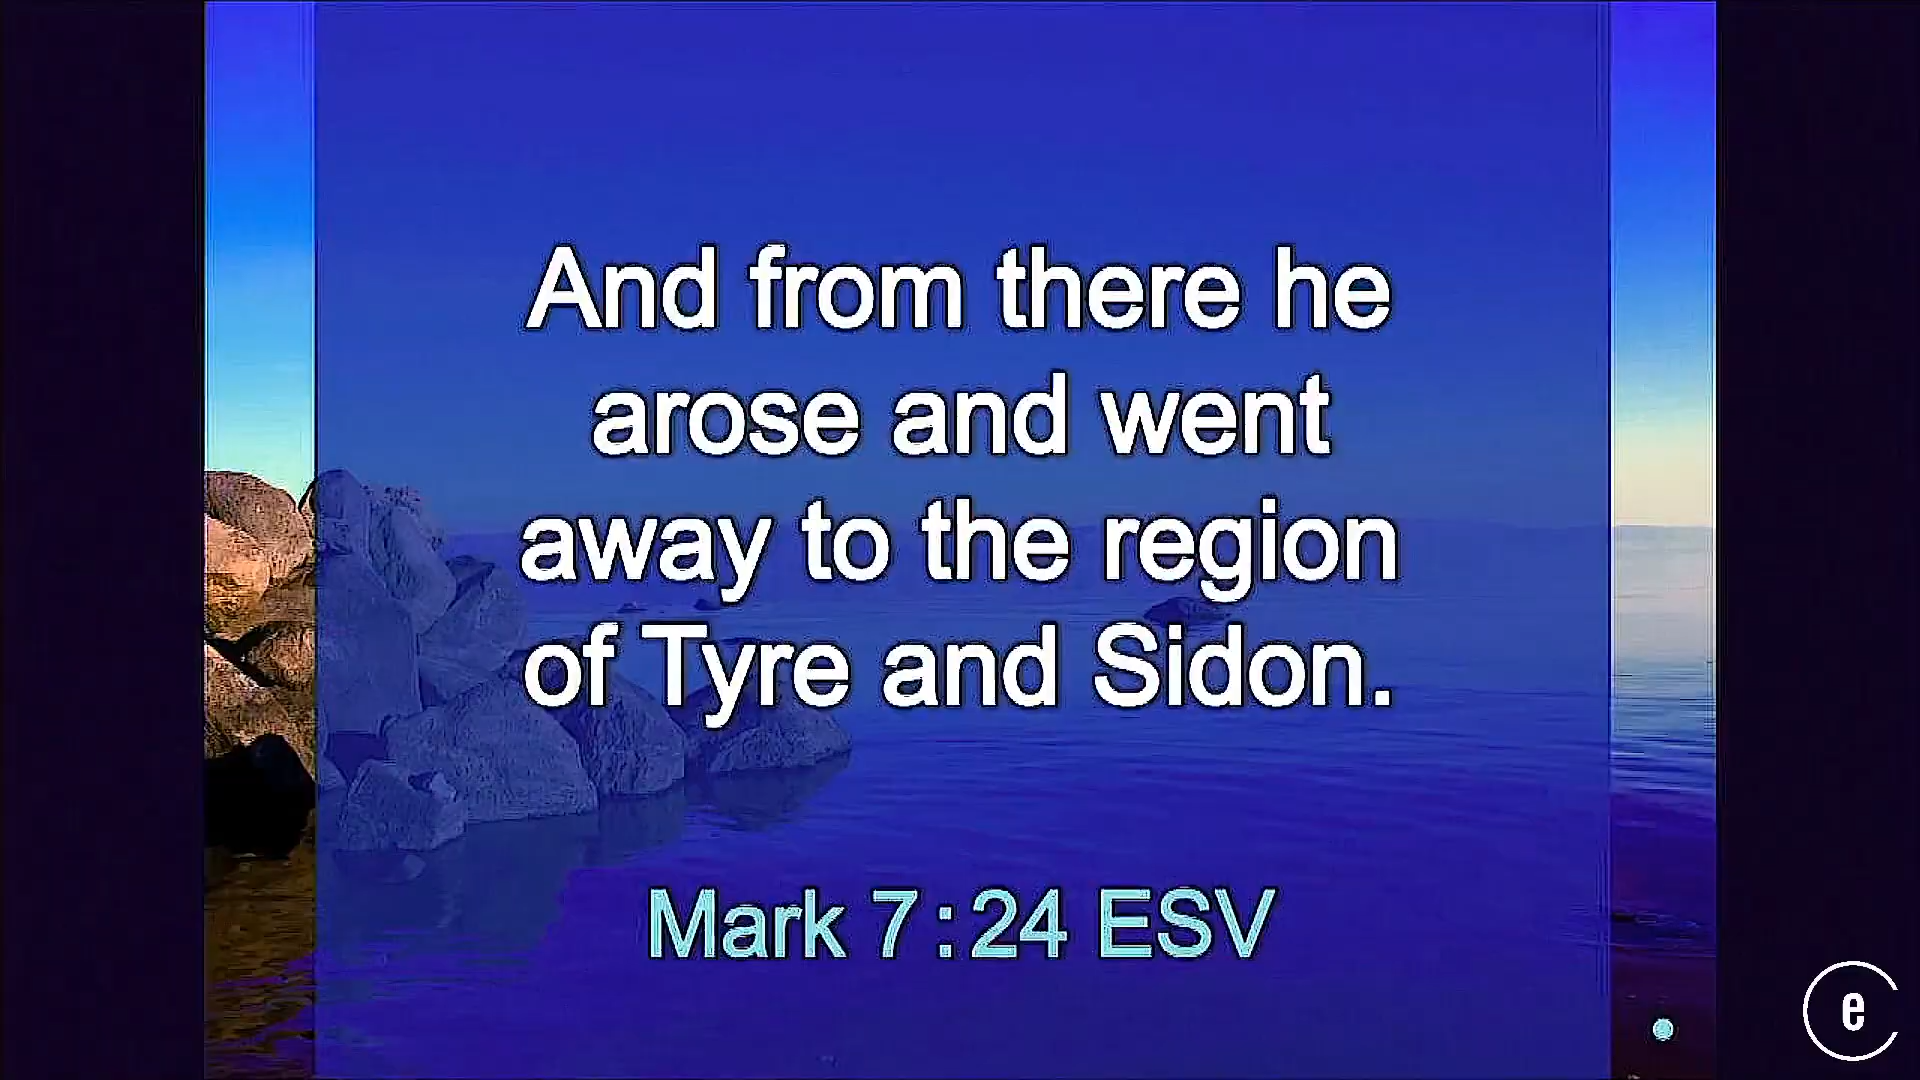 And from there he
arose and went
away to the region
of Tyre and Sidon.
Mark 7:24 ESV
e